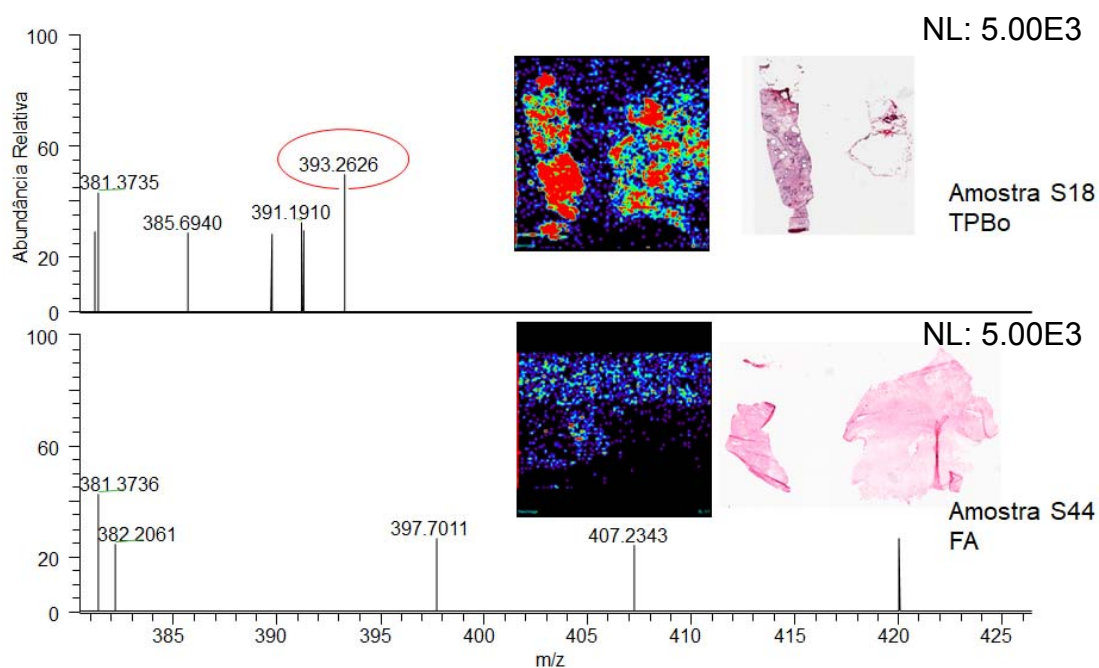 NL: 5.00E3
100
60
20
0
Abundância Relativa
381.3735
385.6940
391.1910
393.2626
Amostra S18
TPBo
NL: 5.00E3
100
60
20
0
381.3736
382.2061
397.7011
407.2343
Amostra S44
FA
385 390 395 400 405 410 415 420 425
m/z